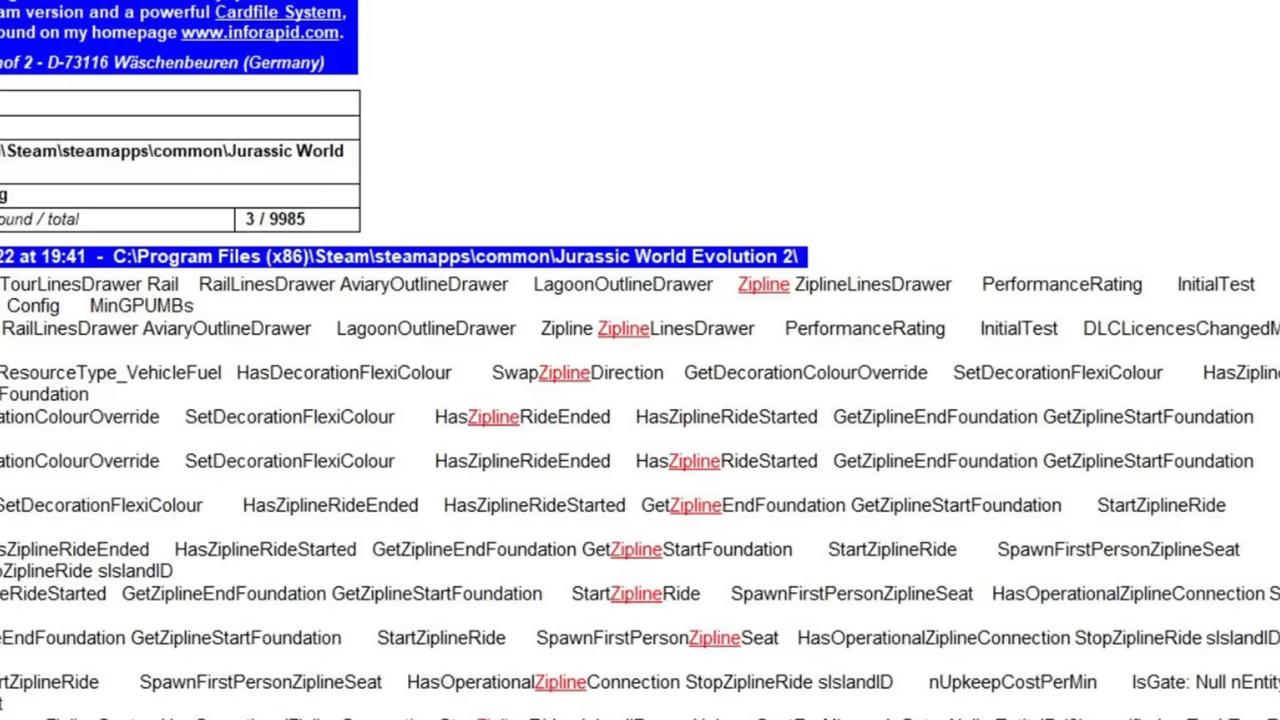 am version and a powerful Cardfile System,
ound on my homepage www.inforapid.com.
hof 2 - D-73116 Wäschenbeuren (Germany)
\Steam\steamapps\common\Jurassic World
g
ound / total 3 / 9985
22 at 19:41 - C:\Program Files (x86)\Steam\steamapps\common\Jurassic World Evolution 2\
TourLinesDrawer Rail RailLinesDrawer AviaryOutlineDrawer LagoonOutlineDrawer Zipline ZiplineLinesDrawer PerformanceRating InitialTest
Config MinGPUMBs
RailLinesDrawer AviaryOutlineDrawer LagoonOutlineDrawer Zipline ZiplineLinesDrawer PerformanceRating InitialTest DLCLicencesChangedM
ResourceType_VehicleFuel HasDecorationFlexiColour SwapZiplineDirection GetDecorationColourOverride SetDecorationFlexiColour HasZipline
Foundation
ationColourOverride SetDecorationFlexiColour HasZiplineRideEnded HasZiplineRideStarted GetZiplineEndFoundation GetZiplineStartFoundation
ationColourOverride SetDecorationFlexiColour HasZiplineRideEnded HasZiplineRideStarted GetZiplineEndFoundation GetZiplineStartFoundation
SetDecorationFlexiColour HasZiplineRideEnded HasZiplineRideStarted GetZiplineEndFoundation GetZiplineStartFoundation StartZiplineRide
sZiplineRideEnded HasZiplineRideStarted GetZiplineEndFoundation GetZiplineStartFoundation StartZiplineRide SpawnFirstPersonZiplineSeat
pZiplineRide sIslandID
eRideStarted GetZiplineEndFoundation GetZiplineStartFoundation StartZiplineRide SpawnFirstPersonZiplineSeat HasOperationalZiplineConnection S
eEndFoundation GetZiplineStartFoundation StartZiplineRide SpawnFirstPersonZiplineSeat HasOperationalZiplineConnection StopZiplineRide sIslandID
rtZiplineRide SpawnFirstPersonZiplineSeat HasOperationalZiplineConnection StopZiplineRide sIslandID nUpkeepCostPerMin IsGate: Null nEntity
t